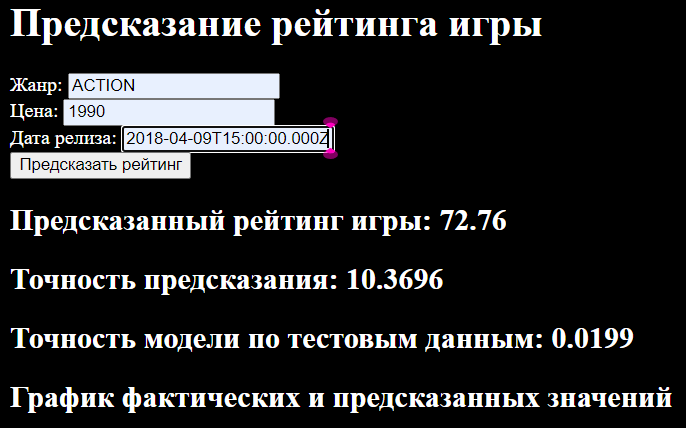 Предсказание рейтинга игры
Жанр: ACTION
Цена: 1990
Дата релиза: 2018-04-09T15:00:00.000Z
Предсказать рейтинг
Предсказанный рейтинг игры: 72.76
Точность предсказания: 10.3696
Точность модели по тестовым данным: 0.0199
График фактических и предсказанных значений